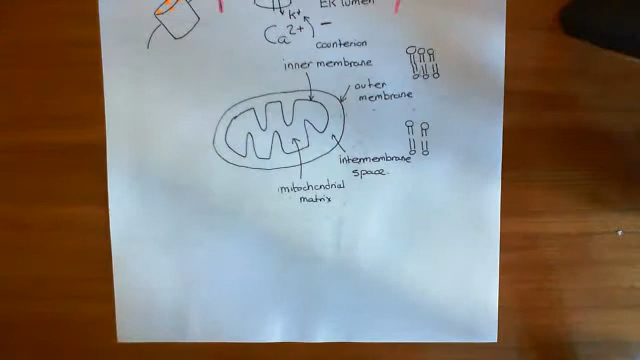 ER lumen
K+
Ca2+
-
counterion
inner membrane
outer
membrane
intermembrane
space
mitochondrial
matrix